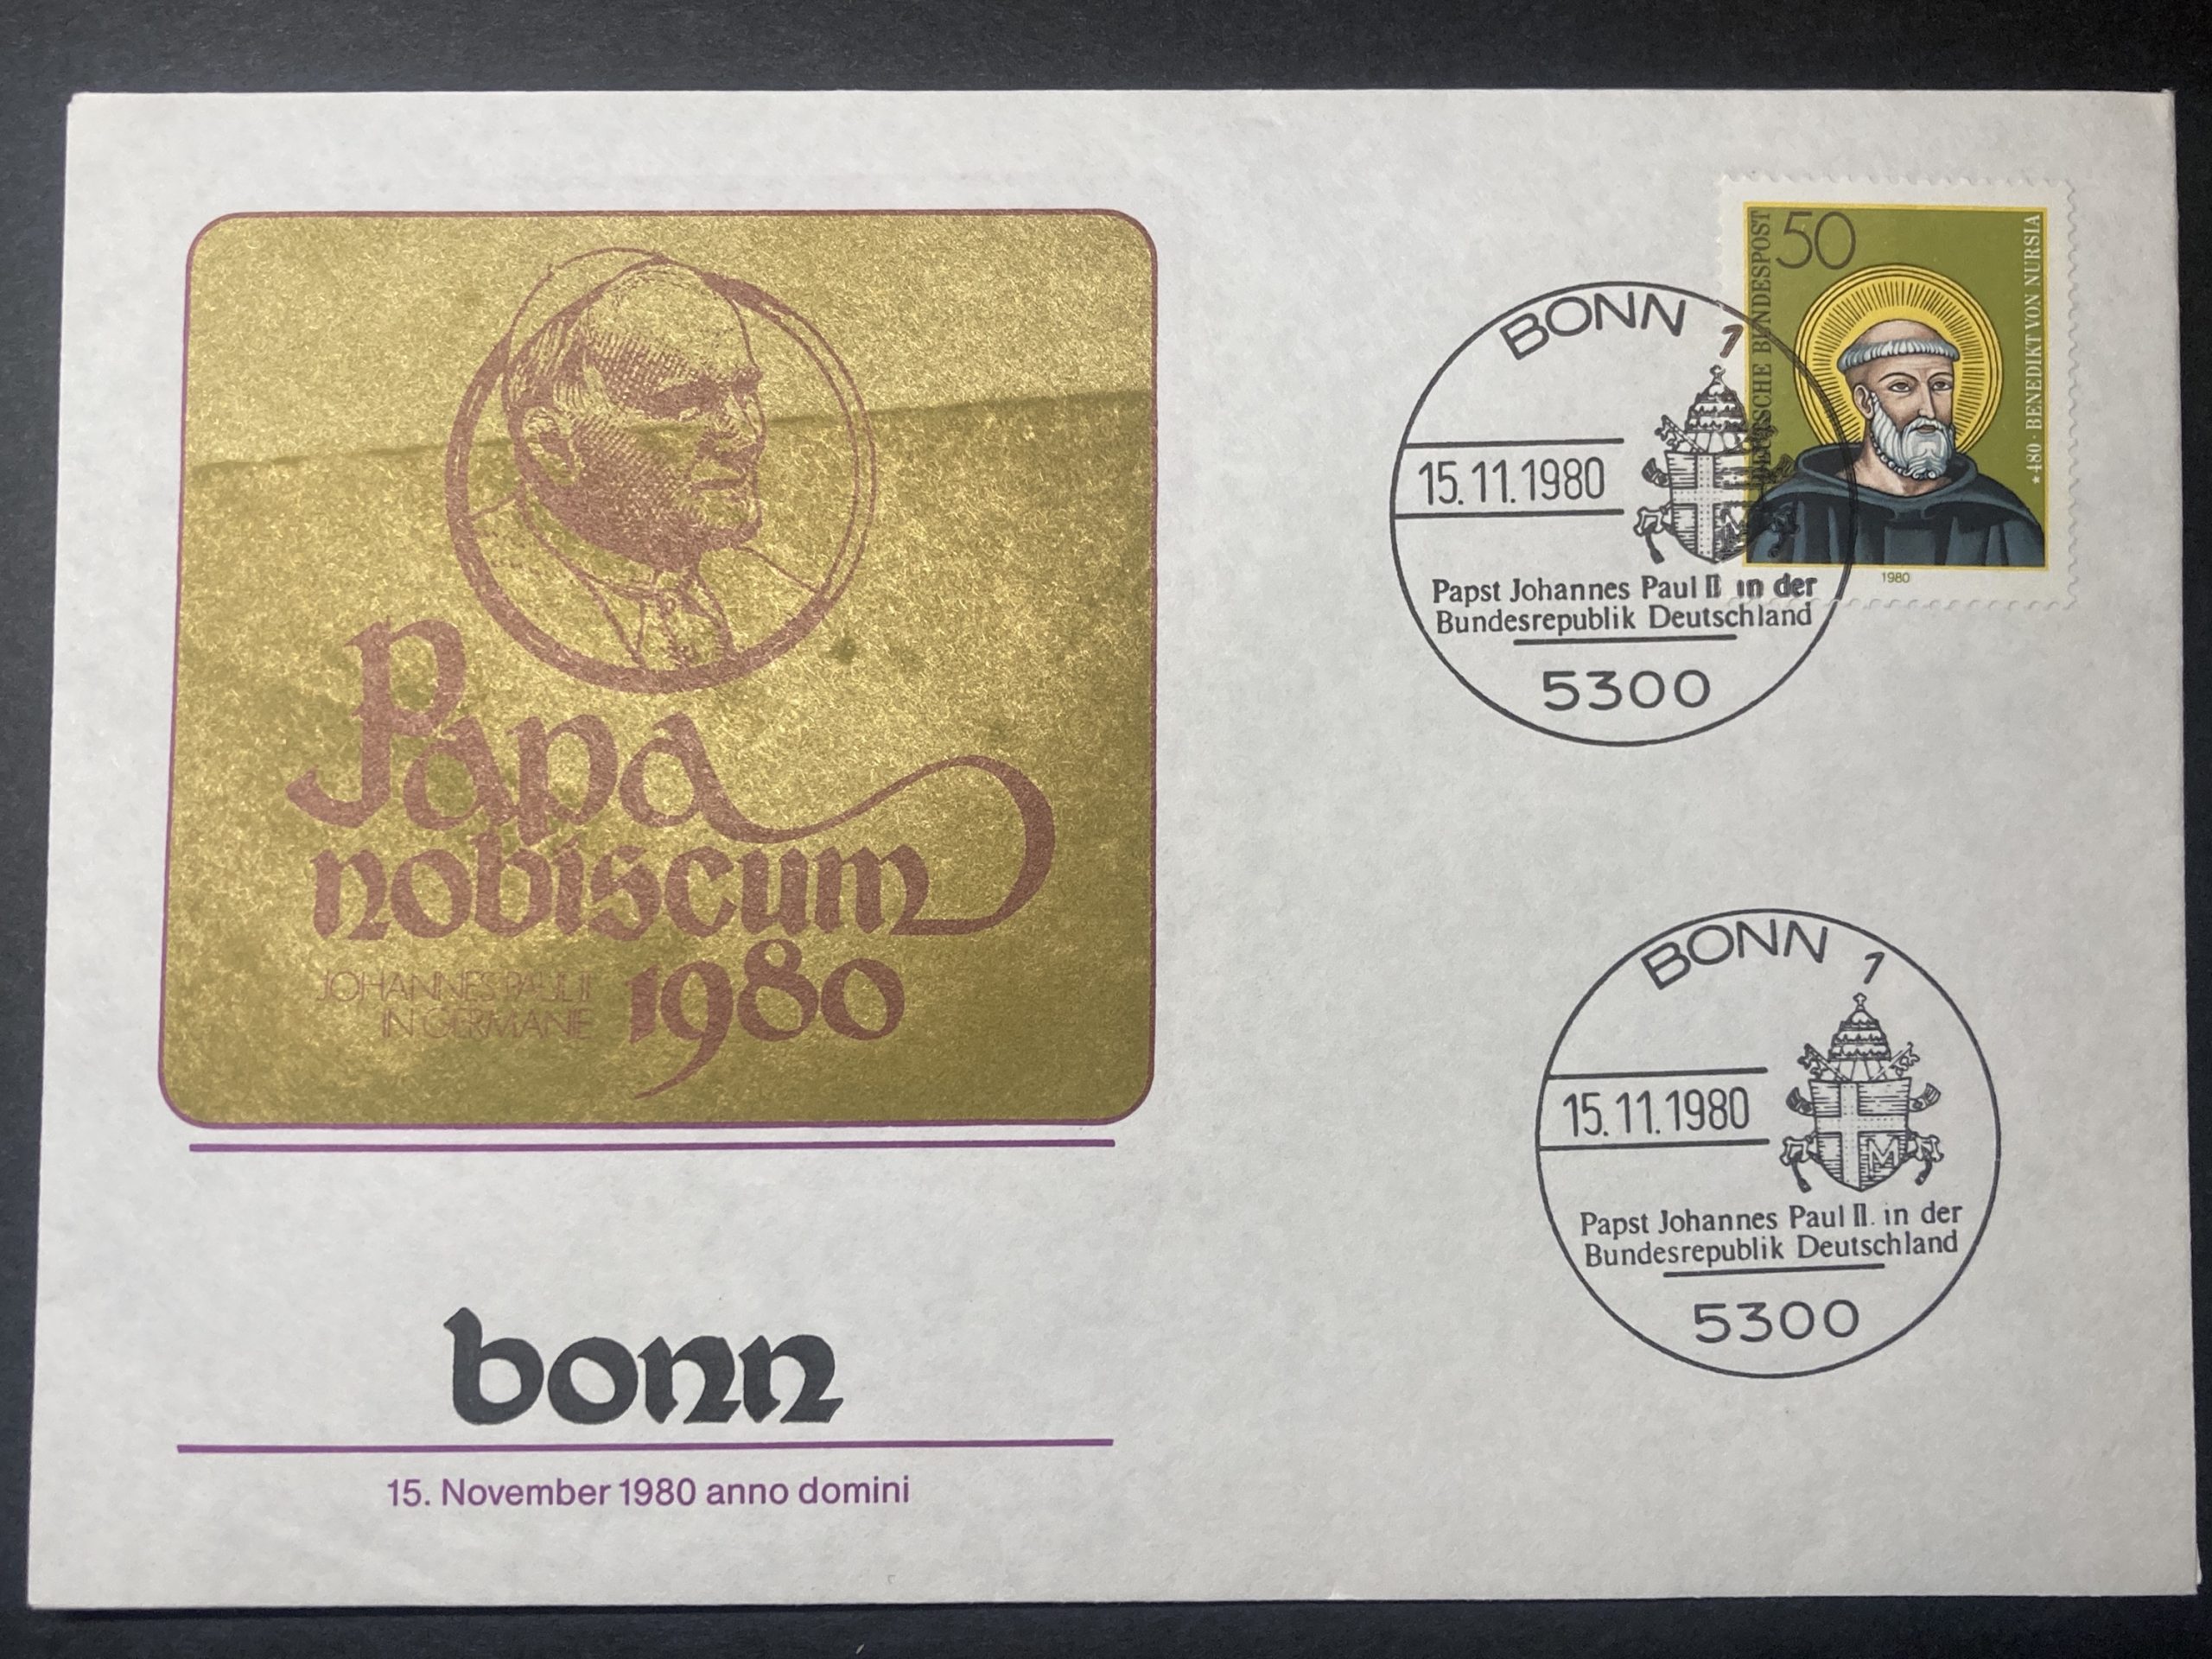 Papa
nobiscum
JOHANNES PAUL II
IN GERMANIE
1980
bonn
15. November 1980 anno domini
50
DEUTSCHE BUNDESPOST
* 480 · BENEDIKT VON NURSIA
1980
BONN 1
15.11.1980
M
Papst Johannes Paul II. in der
Bundesrepublik Deutschland
5300
BONN 1
15.11.1980
M
Papst Johannes Paul II. in der
Bundesrepublik Deutschland
5300